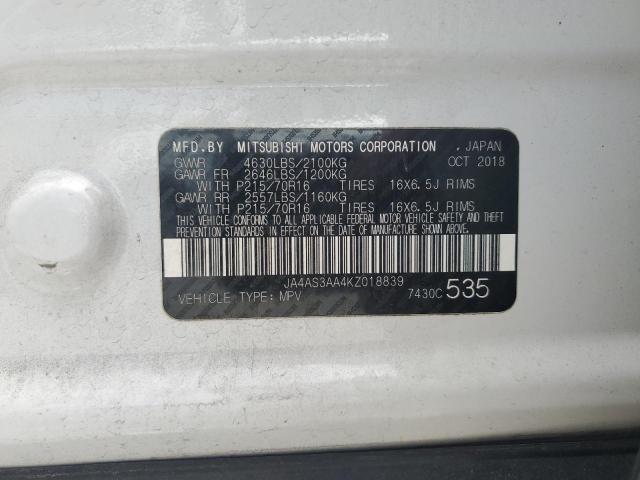 MFD.BY MITSUBISHI MOTORS CORPORATION , JAPAN
GVWR 4630LBS/2100KG OCT 2018
GAWR FR 2646LBS/1200KG
WITH P215/70R16 TIRES 16X6.5J RIMS
GAWR RR 2557LBS/1160KG
WITH P215/70R16 TIRES 16X6.5J RIMS
THIS VEHICLE CONFORMS TO ALL APPLICABLE FEDERAL MOTOR VEHICLE SAFETY AND THEFT
PREVENTION STANDARDS IN EFFECT ON THE DATE OF MANUFACTURE SHOWN ABOVE.
JA4AS3AA4KZ018839
VEHICLE TYPE: MPV 7430C 535